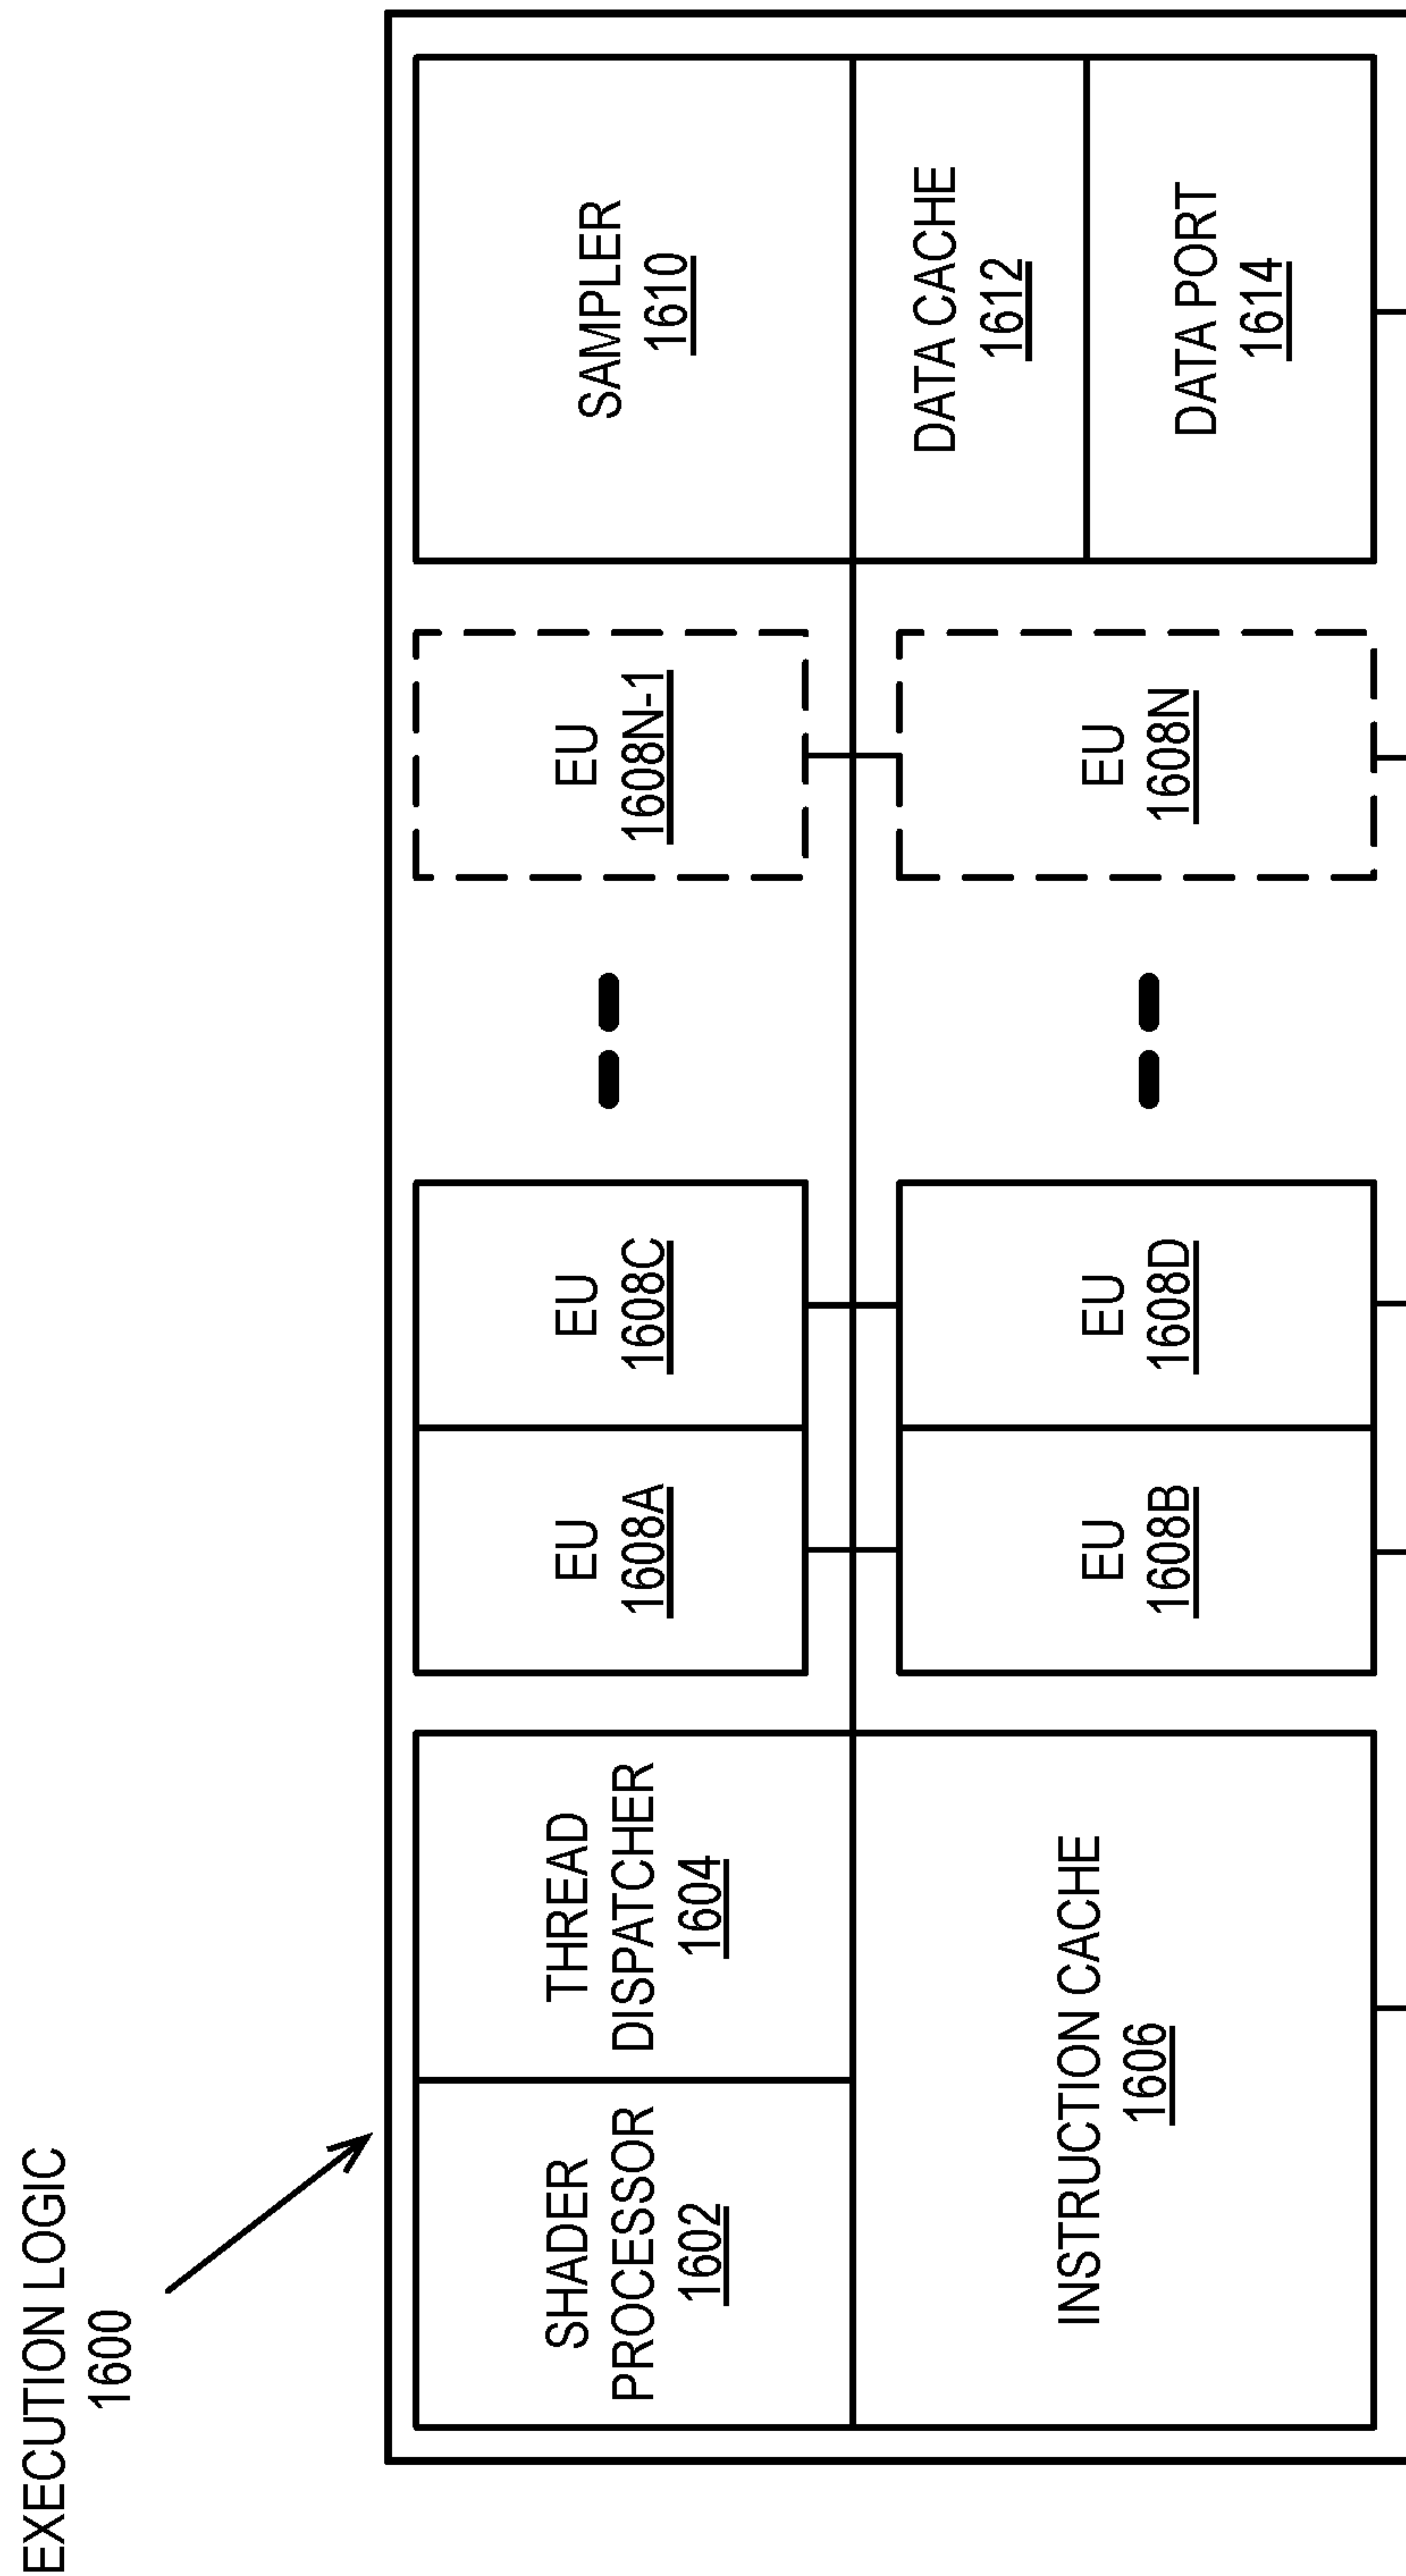 EXECUTION LOGIC
1600
SHADER
PROCESSOR
1602
THREAD
DISPATCHER
1604
INSTRUCTION CACHE
1606
EU
1608A
EU
1608C
EU
1608N-1
EU
1608B
EU
1608D
EU
1608N
SAMPLER
1610
DATA CACHE
1612
DATA PORT
1614